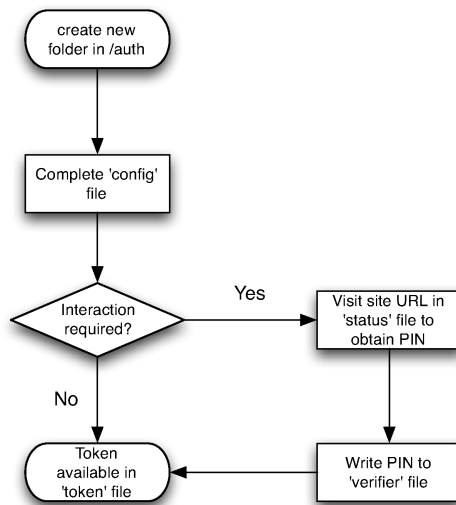 create new
folder in /auth
Complete 'config'
file
Interaction
required?
Yes
Visit site URL in
'status' file to
obtain PIN
No
Token
available in
'token' file
Write PIN to
'verifier' file